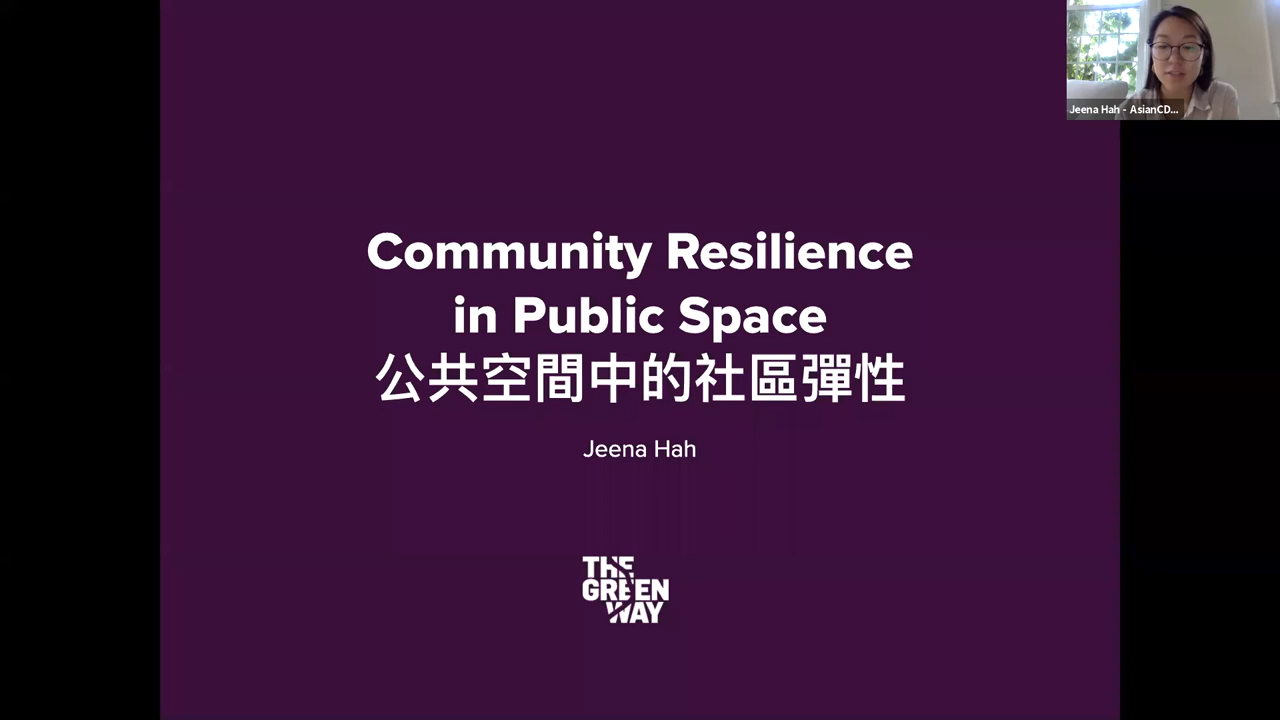 Community Resilience
in Public Space
公共空間中的社區彈性
Jeena Hah
THE
GREEN
WAY
Jeena Hah - AsianCD...